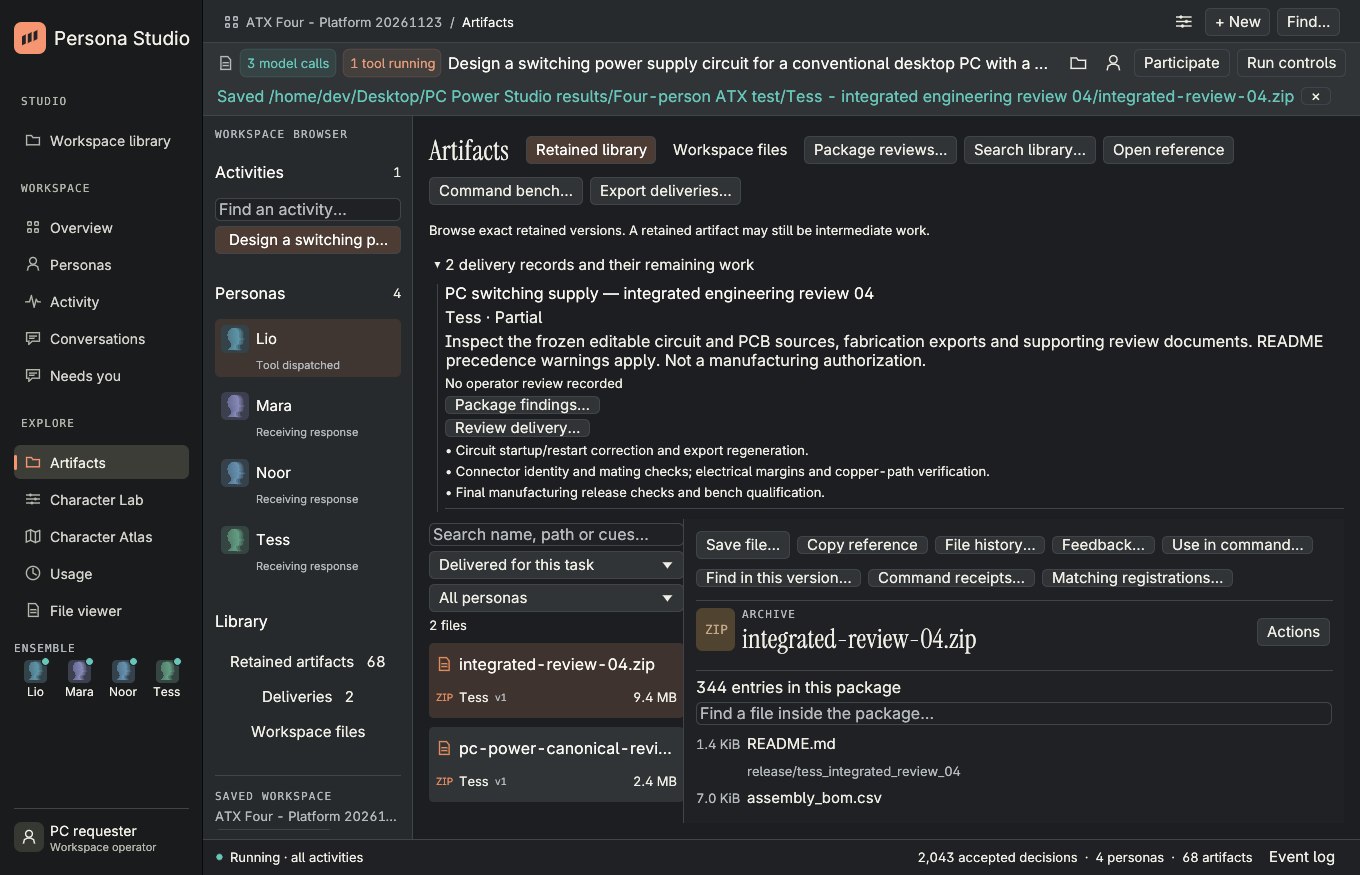 Persona Studio
STUDIO
Workspace library
WORKSPACE
Overview
Personas
Activity
Conversations
Needs you
EXPLORE
Artifacts
Character Lab
Character Atlas
Usage
File viewer
ENSEMBLE
Lio Mara Noor Tess
PC requester
Workspace operator
ATX Four - Platform 20261123 / Artifacts
+ New
Find...
3 model calls
1 tool running
Design a switching power supply circuit for a conventional desktop PC with a ...
Participate
Run controls
Saved /home/dev/Desktop/PC Power Studio results/Four-person ATX test/Tess - integrated engineering review 04/integrated-review-04.zip
×
WORKSPACE BROWSER
Activities 1
Find an activity...
Design a switching p...
Personas 4
Lio
Tool dispatched
Mara
Receiving response
Noor
Receiving response
Tess
Receiving response
Library
Retained artifacts 68
Deliveries 2
Workspace files
SAVED WORKSPACE
ATX Four - Platform 20261...
Artifacts
Retained library
Workspace files
Package reviews...
Search library...
Open reference
Command bench...
Export deliveries...
Browse exact retained versions. A retained artifact may still be intermediate work.
▾ 2 delivery records and their remaining work
PC switching supply — integrated engineering review 04
Tess · Partial
Inspect the frozen editable circuit and PCB sources, fabrication exports and supporting review documents. README
precedence warnings apply. Not a manufacturing authorization.
No operator review recorded
Package findings...
Review delivery...
• Circuit startup/restart correction and export regeneration.
• Connector identity and mating checks; electrical margins and copper-path verification.
• Final manufacturing release checks and bench qualification.
Search name, path or cues...
Delivered for this task
All personas
2 files
integrated-review-04.zip
ZIP Tess v1 9.4 MB
pc-power-canonical-revi...
ZIP Tess v1 2.4 MB
Save file...
Copy reference
File history...
Feedback...
Use in command...
Find in this version...
Command receipts...
Matching registrations...
ZIP
ARCHIVE
integrated-review-04.zip
Actions
344 entries in this package
Find a file inside the package...
1.4 KiB README.md
release/tess_integrated_review_04
7.0 KiB assembly_bom.csv
Running · all activities
2,043 accepted decisions · 4 personas · 68 artifacts
Event log